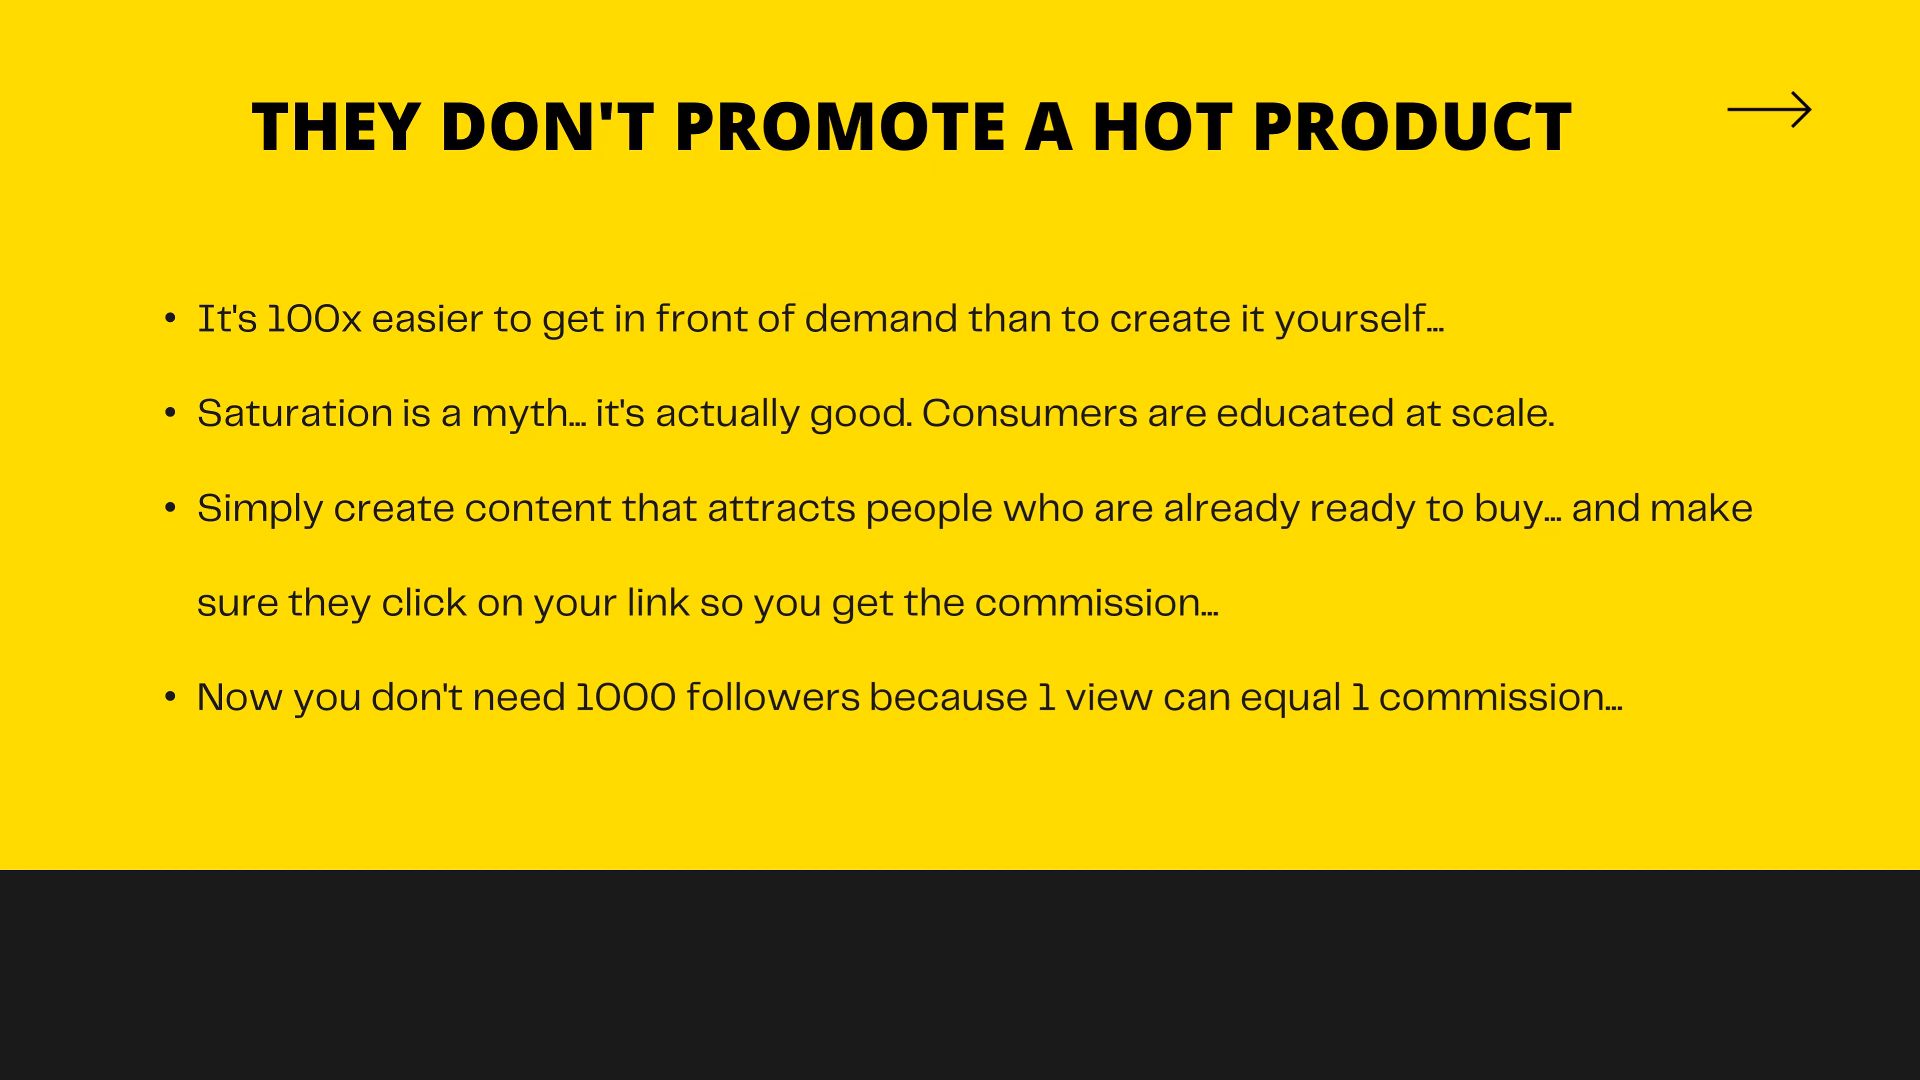 THEY DON'T PROMOTE A HOT PRODUCT
• It's 100x easier to get in front of demand than to create it yourself...
• Saturation is a myth... it's actually good. Consumers are educated at scale.
• Simply create content that attracts people who are already ready to buy... and make
sure they click on your link so you get the commission...
• Now you don't need 1000 followers because 1 view can equal 1 commission...